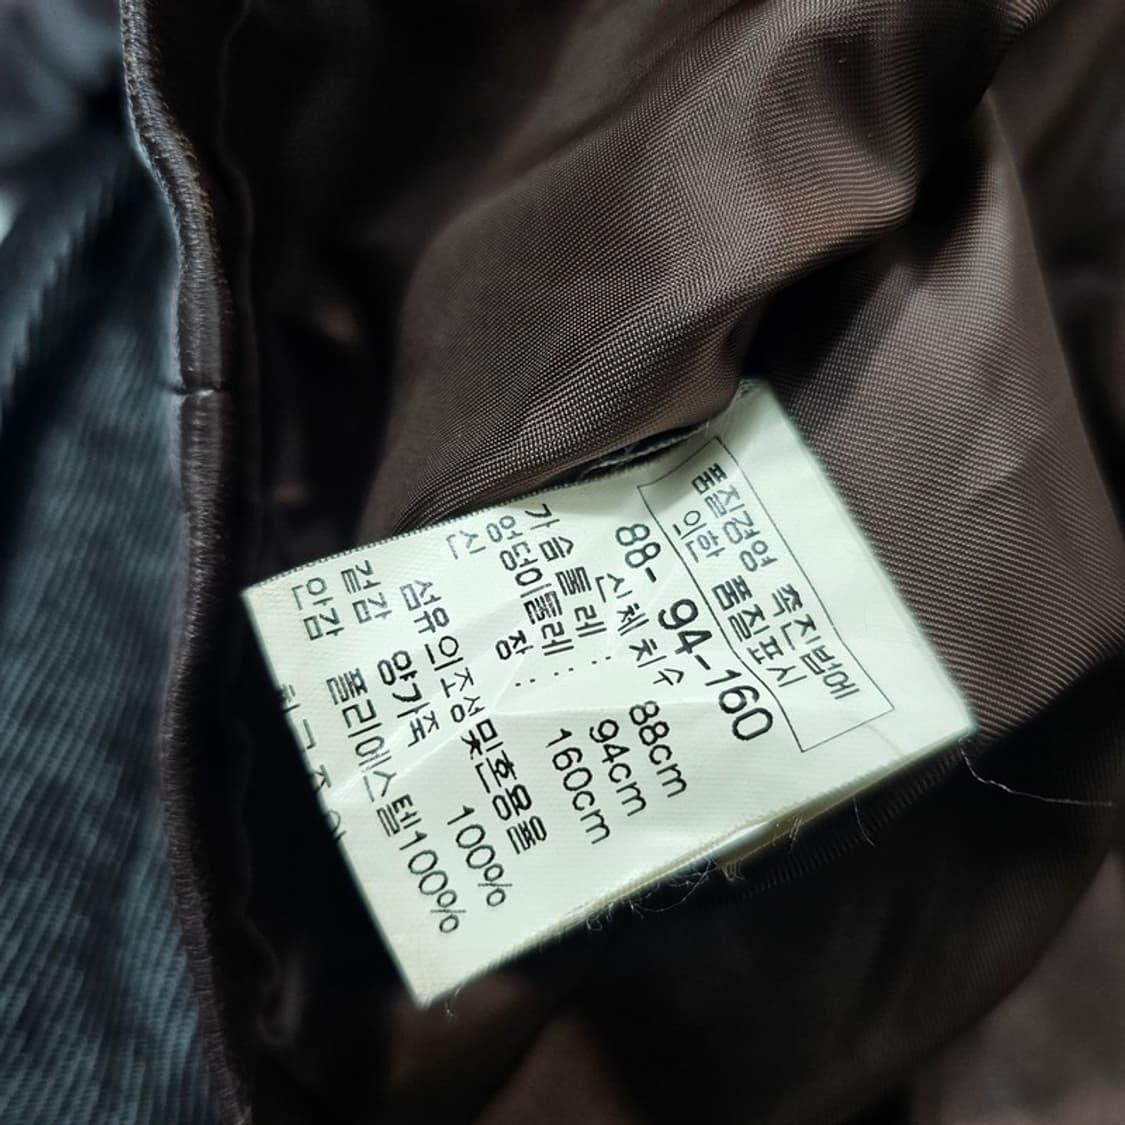 품질경영 촉진법에
의한 품질표시
88- 94-160
신체 치수
가슴둘레 : 88cm
엉덩이둘레 : 94cm
신 장 : 160cm
섬유의조성및혼용율
겉감 양가죽 100%
안감 폴리에스텔100%